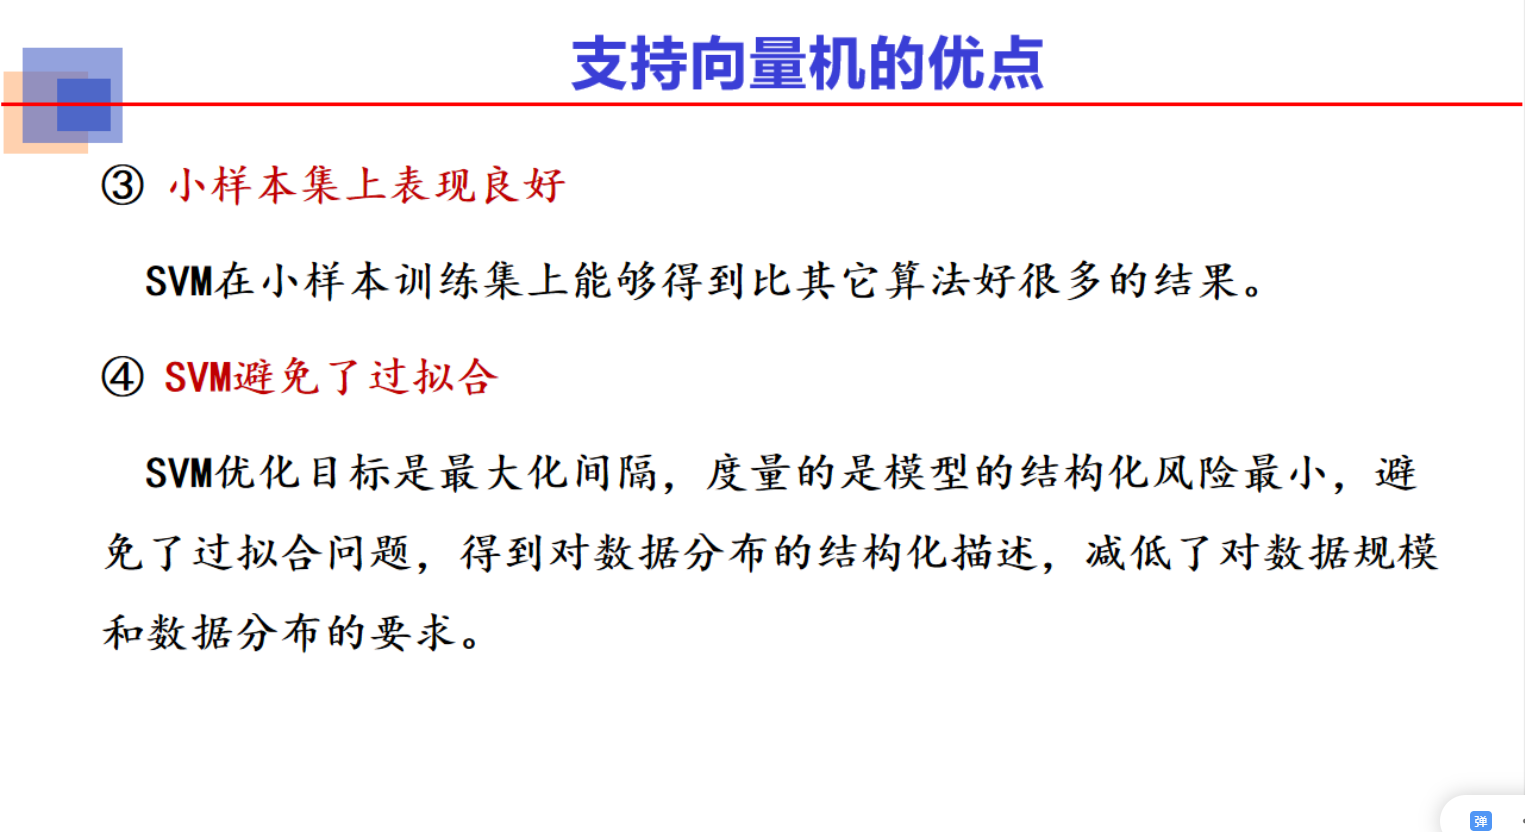 支持向量机的优点
③ 小样本集上表现良好
SVM在小样本训练集上能够得到比其它算法好很多的结果。
④ SVM避免了过拟合
SVM优化目标是最大化间隔，度量的是模型的结构化风险最小，避
免了过拟合问题，得到对数据分布的结构化描述，减低了对数据规模
和数据分布的要求。
弹